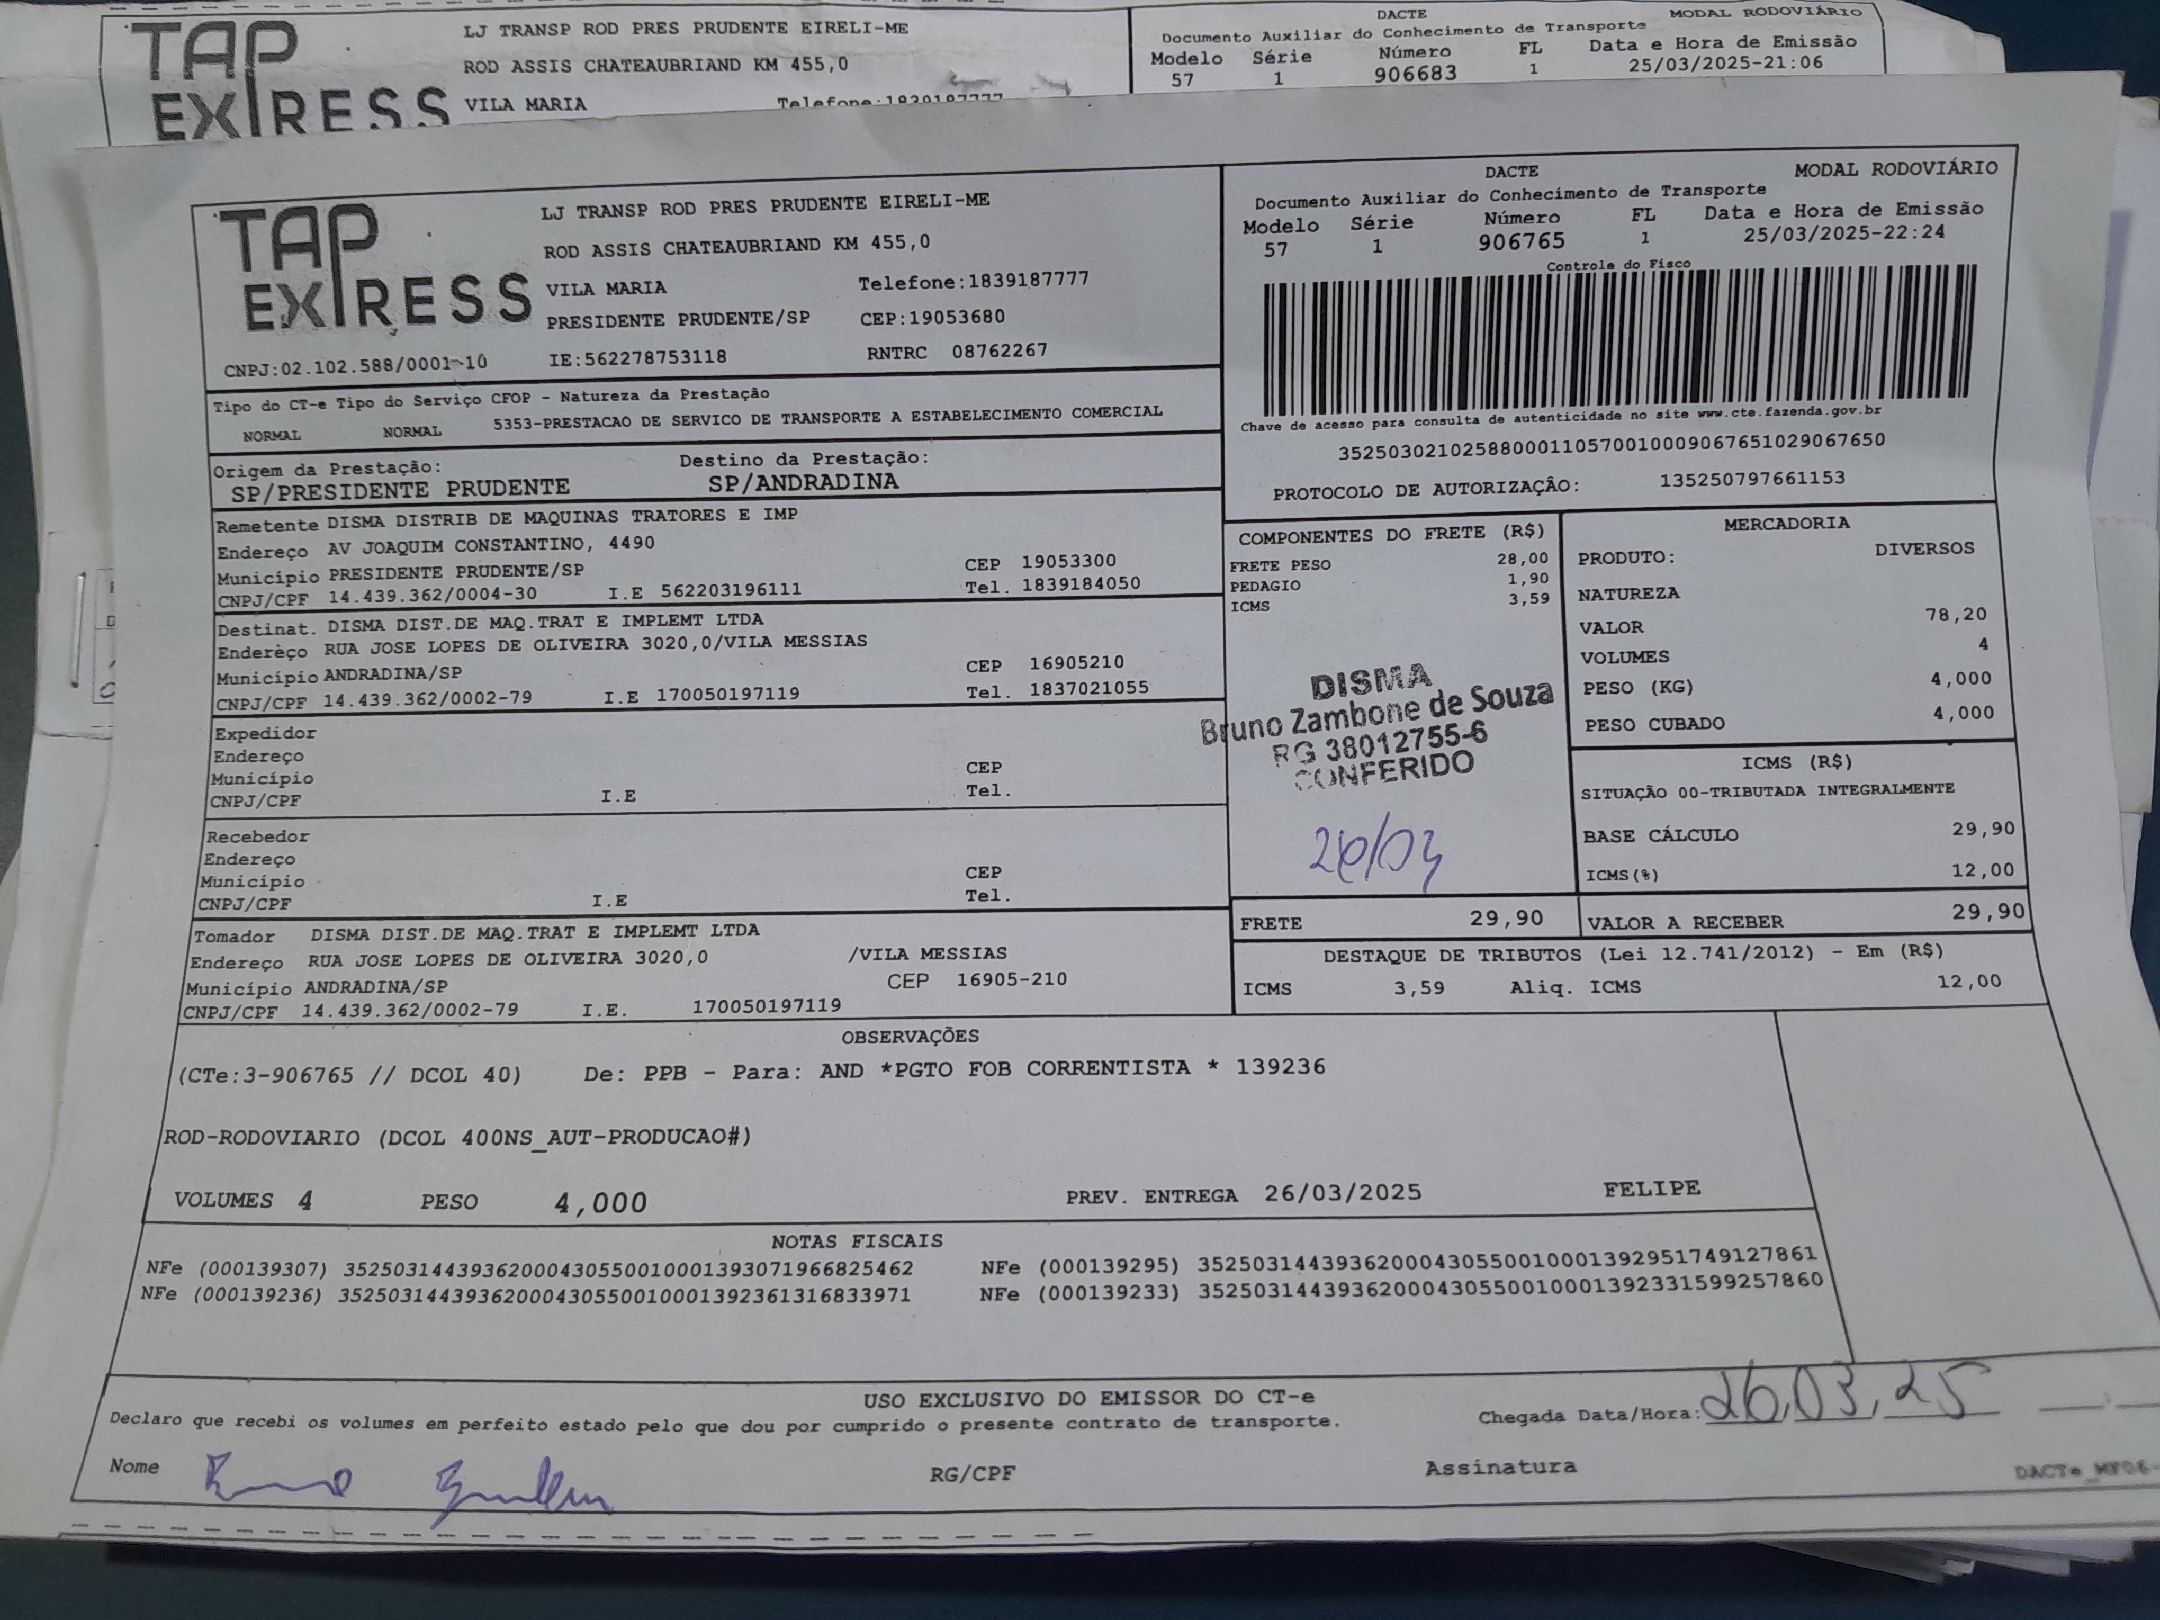 TAP
EXPRESS
LJ TRANSP ROD PRES PRUDENTE EIRELI-ME
ROD ASSIS CHATEAUBRIAND KM 455,0
VILA MARIA Telefone:1839187777
DACTE MODAL RODOVIÁRIO
Documento Auxiliar do Conhecimento de Transporte
Modelo Série Número FL Data e Hora de Emissão
57 1 906683 1 25/03/2025-21:06
TAP
EXPRESS
LJ TRANSP ROD PRES PRUDENTE EIRELI-ME
ROD ASSIS CHATEAUBRIAND KM 455,0
VILA MARIA Telefone:1839187777
PRESIDENTE PRUDENTE/SP CEP:19053680
CNPJ:02.102.588/0001-10 IE:562278753118 RNTRC 08762267
DACTE MODAL RODOVIÁRIO
Documento Auxiliar do Conhecimento de Transporte
Modelo Série Número FL Data e Hora de Emissão
57 1 906765 1 25/03/2025-22:24
Controle do Fisco
Chave de acesso para consulta de autenticidade no site www.cte.fazenda.gov.br
35250302102588000110570010009067651029067650
PROTOCOLO DE AUTORIZAÇÂO: 135250797661153
Tipo do CT-e Tipo do Serviço CFOP - Natureza da Prestação
NORMAL NORMAL 5353-PRESTACAO DE SERVICO DE TRANSPORTE A ESTABELECIMENTO COMERCIAL
Origem da Prestação: Destino da Prestação:
SP/PRESIDENTE PRUDENTE SP/ANDRADINA
Remetente DISMA DISTRIB DE MAQUINAS TRATORES E IMP
Endereço AV JOAQUIM CONSTANTINO, 4490
Município PRESIDENTE PRUDENTE/SP CEP 19053300
CNPJ/CPF 14.439.362/0004-30 I.E 562203196111 Tel. 1839184050
Destinat. DISMA DIST.DE MAQ.TRAT E IMPLEMT LTDA
Endereço RUA JOSE LOPES DE OLIVEIRA 3020,0/VILA MESSIAS
Município ANDRADINA/SP CEP 16905210
CNPJ/CPF 14.439.362/0002-79 I.E 170050197119 Tel. 1837021055
Expedidor
Endereço
Município CEP
CNPJ/CPF I.E Tel.
Recebedor
Endereço
Município CEP
CNPJ/CPF I.E Tel.
Tomador DISMA DIST.DE MAQ.TRAT E IMPLEMT LTDA
Endereço RUA JOSE LOPES DE OLIVEIRA 3020,0 /VILA MESSIAS
Município ANDRADINA/SP CEP 16905-210
CNPJ/CPF 14.439.362/0002-79 I.E. 170050197119
COMPONENTES DO FRETE (R$)
FRETE PESO 28,00
PEDAGIO 1,90
ICMS 3,59
DISMA
Bruno Zambone de Souza
RG 38012755-6
CONFERIDO
26/03
MERCADORIA
PRODUTO: DIVERSOS
NATUREZA
VALOR 78,20
VOLUMES 4
PESO (KG) 4,000
PESO CUBADO 4,000
ICMS (R$)
SITUAÇÃO 00-TRIBUTADA INTEGRALMENTE
BASE CÁLCULO 29,90
ICMS(%) 12,00
FRETE 29,90 VALOR A RECEBER 29,90
DESTAQUE DE TRIBUTOS (Lei 12.741/2012) - Em (R$)
ICMS 3,59 Aliq. ICMS 12,00
OBSERVAÇÕES
(CTe:3-906765 // DCOL 40) De: PPB - Para: AND *PGTO FOB CORRENTISTA * 139236
ROD-RODOVIARIO (DCOL 400NS_AUT-PRODUCAO#)
VOLUMES 4 PESO 4,000 PREV. ENTREGA 26/03/2025 FELIPE
NOTAS FISCAIS
NFe (000139307) 35250314439362000430550010001393071966825462 NFe (000139295) 35250314439362000430550010001392951749127861
NFe (000139236) 35250314439362000430550010001392361316833971 NFe (000139233) 35250314439362000430550010001392331599257860
USO EXCLUSIVO DO EMISSOR DO CT-e
Declaro que recebi os volumes em perfeito estado pelo que dou por cumprido o presente contrato de transporte. Chegada Data/Hora: 26,03,25
Nome RG/CPF Assinatura